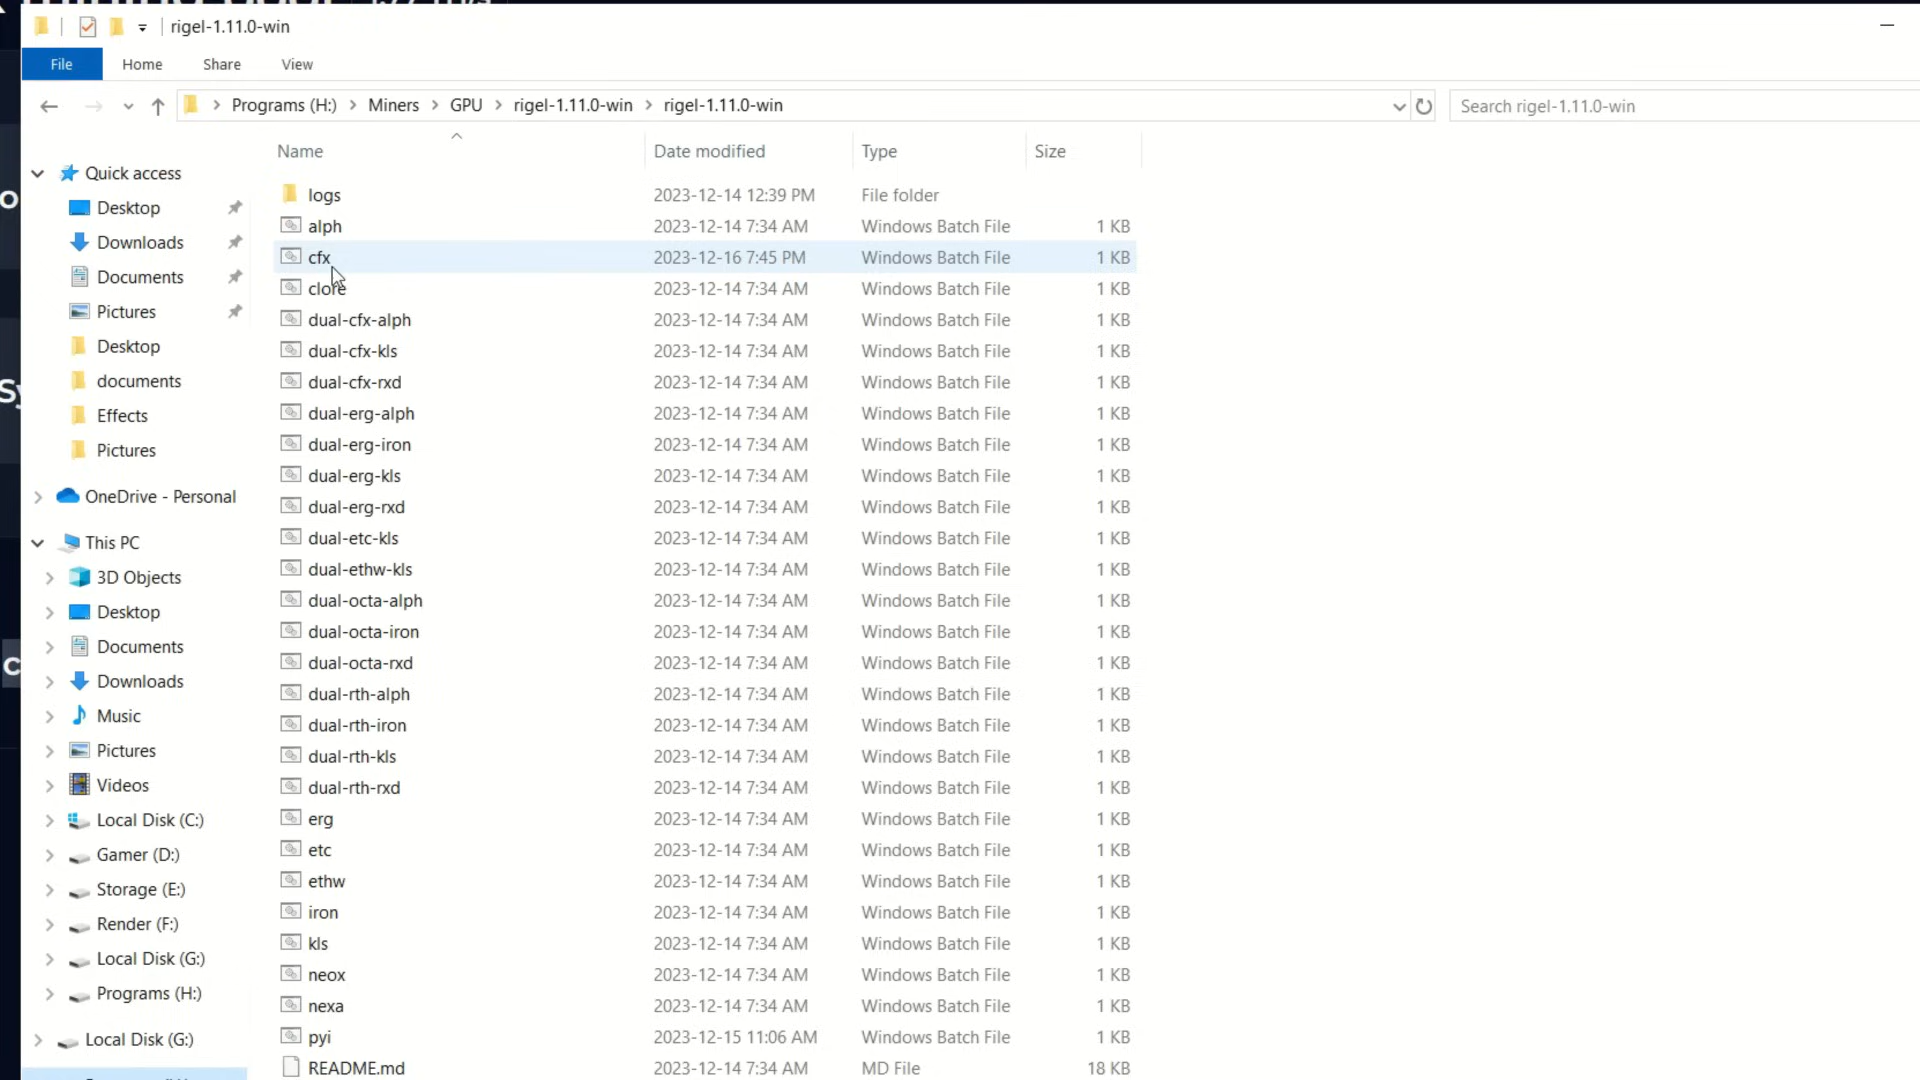 rigel-1.11.0-win
File Home Share View
Programs (H:) Miners GPU rigel-1.11.0-win rigel-1.11.0-win Search rigel-1.11.0-win
Name Date modified Type Size
Quick access
Desktop
Downloads
Documents
Pictures
Desktop
documents
Effects
Pictures
OneDrive - Personal
This PC
3D Objects
Desktop
Documents
Downloads
Music
Pictures
Videos
Local Disk (C:)
Gamer (D:)
Storage (E:)
Render (F:)
Local Disk (G:)
Programs (H:)
Local Disk (G:)
logs 2023-12-14 12:39 PM File folder
alph 2023-12-14 7:34 AM Windows Batch File 1 KB
cfx 2023-12-16 7:45 PM Windows Batch File 1 KB
clore 2023-12-14 7:34 AM Windows Batch File 1 KB
dual-cfx-alph 2023-12-14 7:34 AM Windows Batch File 1 KB
dual-cfx-kls 2023-12-14 7:34 AM Windows Batch File 1 KB
dual-cfx-rxd 2023-12-14 7:34 AM Windows Batch File 1 KB
dual-erg-alph 2023-12-14 7:34 AM Windows Batch File 1 KB
dual-erg-iron 2023-12-14 7:34 AM Windows Batch File 1 KB
dual-erg-kls 2023-12-14 7:34 AM Windows Batch File 1 KB
dual-erg-rxd 2023-12-14 7:34 AM Windows Batch File 1 KB
dual-etc-kls 2023-12-14 7:34 AM Windows Batch File 1 KB
dual-ethw-kls 2023-12-14 7:34 AM Windows Batch File 1 KB
dual-octa-alph 2023-12-14 7:34 AM Windows Batch File 1 KB
dual-octa-iron 2023-12-14 7:34 AM Windows Batch File 1 KB
dual-octa-rxd 2023-12-14 7:34 AM Windows Batch File 1 KB
dual-rth-alph 2023-12-14 7:34 AM Windows Batch File 1 KB
dual-rth-iron 2023-12-14 7:34 AM Windows Batch File 1 KB
dual-rth-kls 2023-12-14 7:34 AM Windows Batch File 1 KB
dual-rth-rxd 2023-12-14 7:34 AM Windows Batch File 1 KB
erg 2023-12-14 7:34 AM Windows Batch File 1 KB
etc 2023-12-14 7:34 AM Windows Batch File 1 KB
ethw 2023-12-14 7:34 AM Windows Batch File 1 KB
iron 2023-12-14 7:34 AM Windows Batch File 1 KB
kls 2023-12-14 7:34 AM Windows Batch File 1 KB
neox 2023-12-14 7:34 AM Windows Batch File 1 KB
nexa 2023-12-14 7:34 AM Windows Batch File 1 KB
pyi 2023-12-15 11:06 AM Windows Batch File 1 KB
README.md 2023-12-14 7:34 AM MD File 18 KB